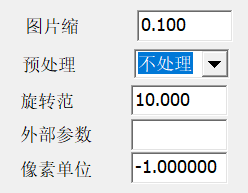 图片缩 0.100
预处理 不处理
旋转范 10.000
外部参数
像素单位 -1.000000